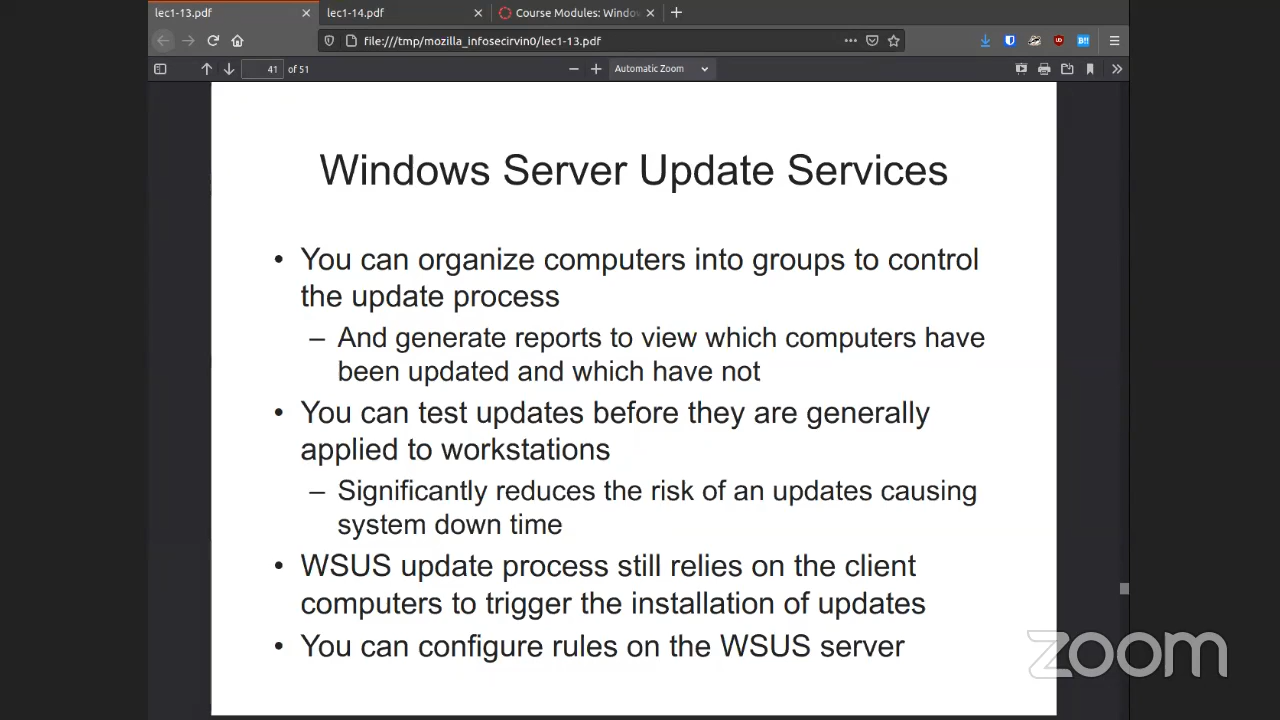 lec1-13.pdf
lec1-14.pdf
Course Modules: Windo
file:///tmp/mozilla_infosecirvin0/lec1-13.pdf
41 of 51
Automatic Zoom
Windows Server Update Services
• You can organize computers into groups to control
the update process
– And generate reports to view which computers have
been updated and which have not
• You can test updates before they are generally
applied to workstations
– Significantly reduces the risk of an updates causing
system down time
• WSUS update process still relies on the client
computers to trigger the installation of updates
• You can configure rules on the WSUS server
zoom